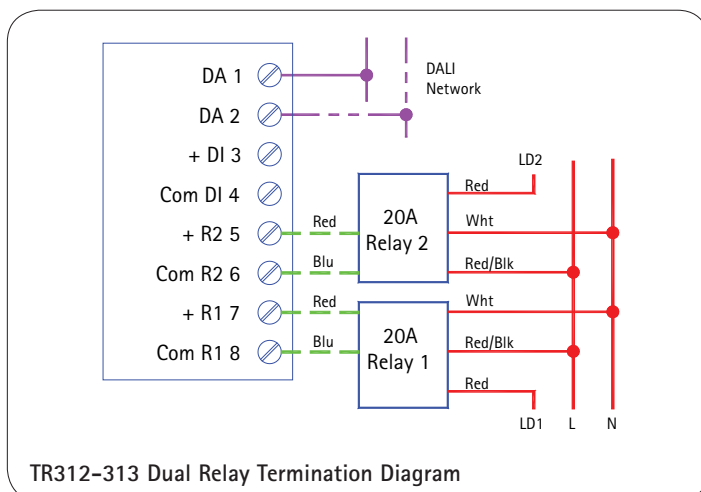 DA 1
DALI
Network
DA 2
+ DI 3
LD2
Com DI 4
Red
20A
Relay 2
+ R2 5
Red
Wht
Com R2 6
Blu
Red/Blk
+ R1 7
Red
Wht
20A
Relay 1
Com R1 8
Blu
Red/Blk
Red
LD1
L
N
TR312-313 Dual Relay Termination Diagram